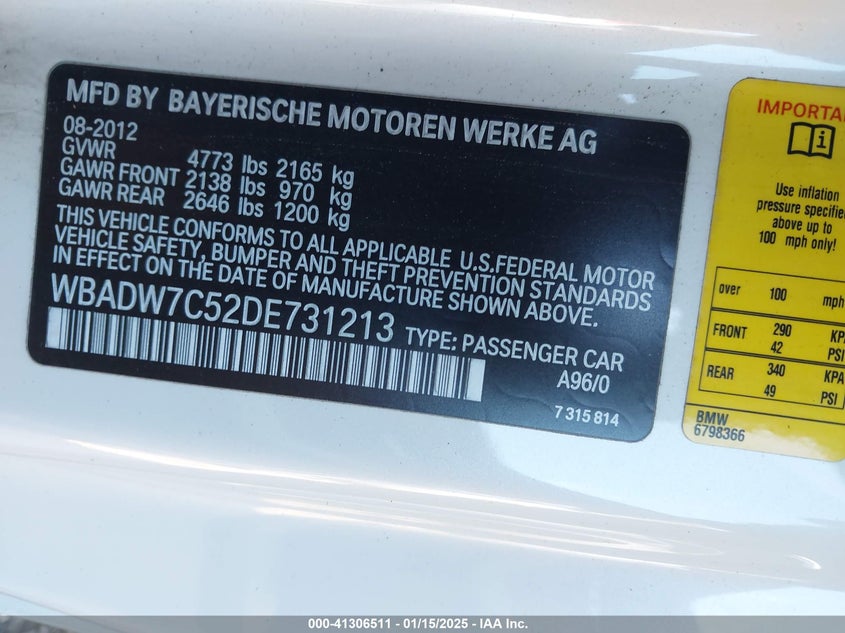 MFD BY BAYERISCHE MOTOREN WERKE AG
08-2012
GVWR 4773 lbs 2165 kg
GAWR FRONT 2138 lbs 970 kg
GAWR REAR 2646 lbs 1200 kg
THIS VEHICLE CONFORMS TO ALL APPLICABLE U.S.FEDERAL MOTOR
VEHICLE SAFETY, BUMPER AND THEFT PREVENTION STANDARDS
IN EFFECT ON THE DATE OF MANUFACTURE SHOWN ABOVE.
WBADW7C52DE731213 TYPE: PASSENGER CAR
A96/0
7 315 814
Use inflation
above up to
100 mph only!
over 100 mph
FRONT 290
42 PSI
REAR 340 KPA
49 PSI
BMW
6798366
000-41306511 - 01/15/2025 - IAA Inc.